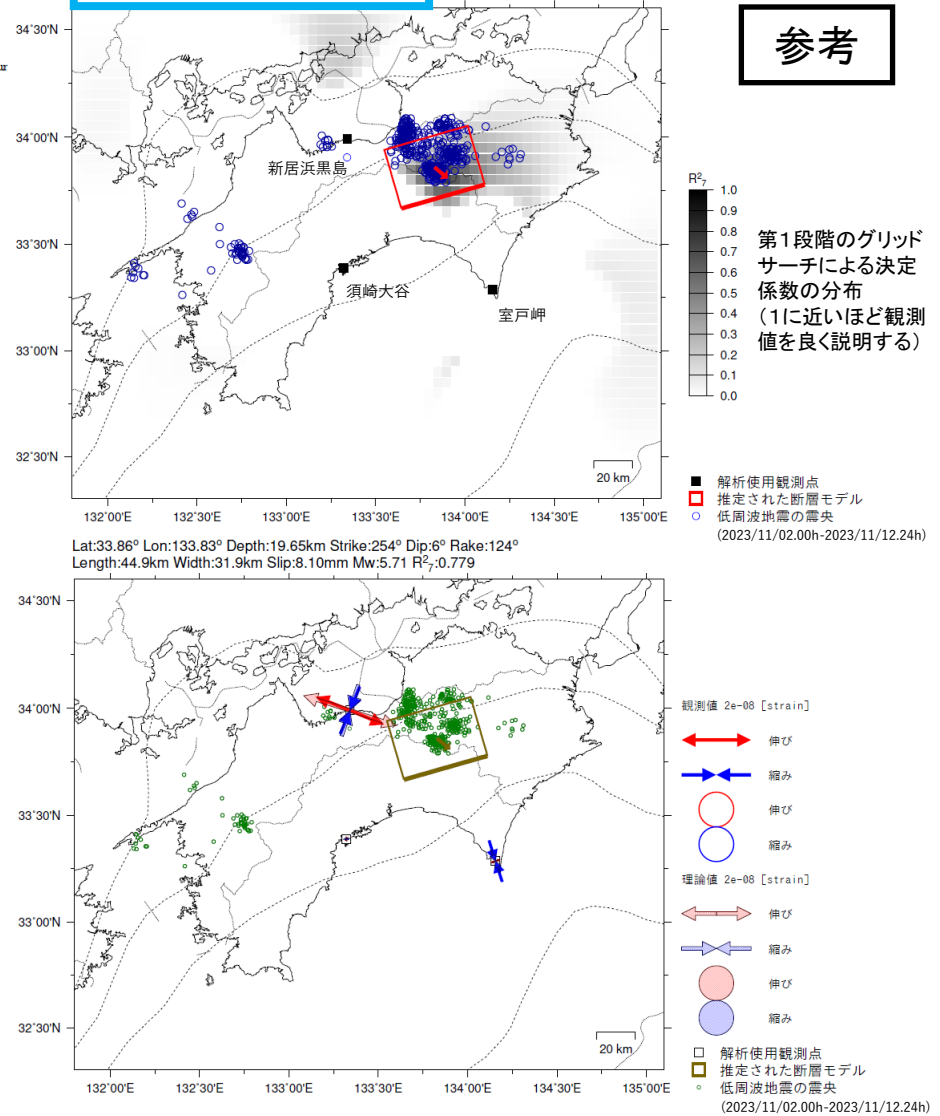 参考
34°30'N
34°00'N
33°30'N
33°00'N
32°30'N
132°00'E
132°30'E
133°00'E
133°30'E
134°00'E
134°30'E
135°00'E
新居浜黒島
須崎大谷
室戸岬
20 km
R²₇
1.0
0.9
0.8
0.7
0.6
0.5
0.4
0.3
0.2
0.1
0.0
第1段階のグリッド
サーチによる決定
係数の分布
(1に近いほど観測
値を良く説明する)
解析使用観測点
推定された断層モデル
低周波地震の震央
(2023/11/02.00h-2023/11/12.24h)
Lat:33.86° Lon:133.83° Depth:19.65km Strike:254° Dip:6° Rake:124°
Length:44.9km Width:31.9km Slip:8.10mm Mw:5.71 R²₇:0.779
34°30'N
34°00'N
33°30'N
33°00'N
32°30'N
132°00'E
132°30'E
133°00'E
133°30'E
134°00'E
134°30'E
135°00'E
20 km
観測値 2e-08 [strain]
伸び
縮み
伸び
縮み
理論値 2e-08 [strain]
伸び
縮み
伸び
縮み
解析使用観測点
推定された断層モデル
低周波地震の震央
(2023/11/02.00h-2023/11/12.24h)